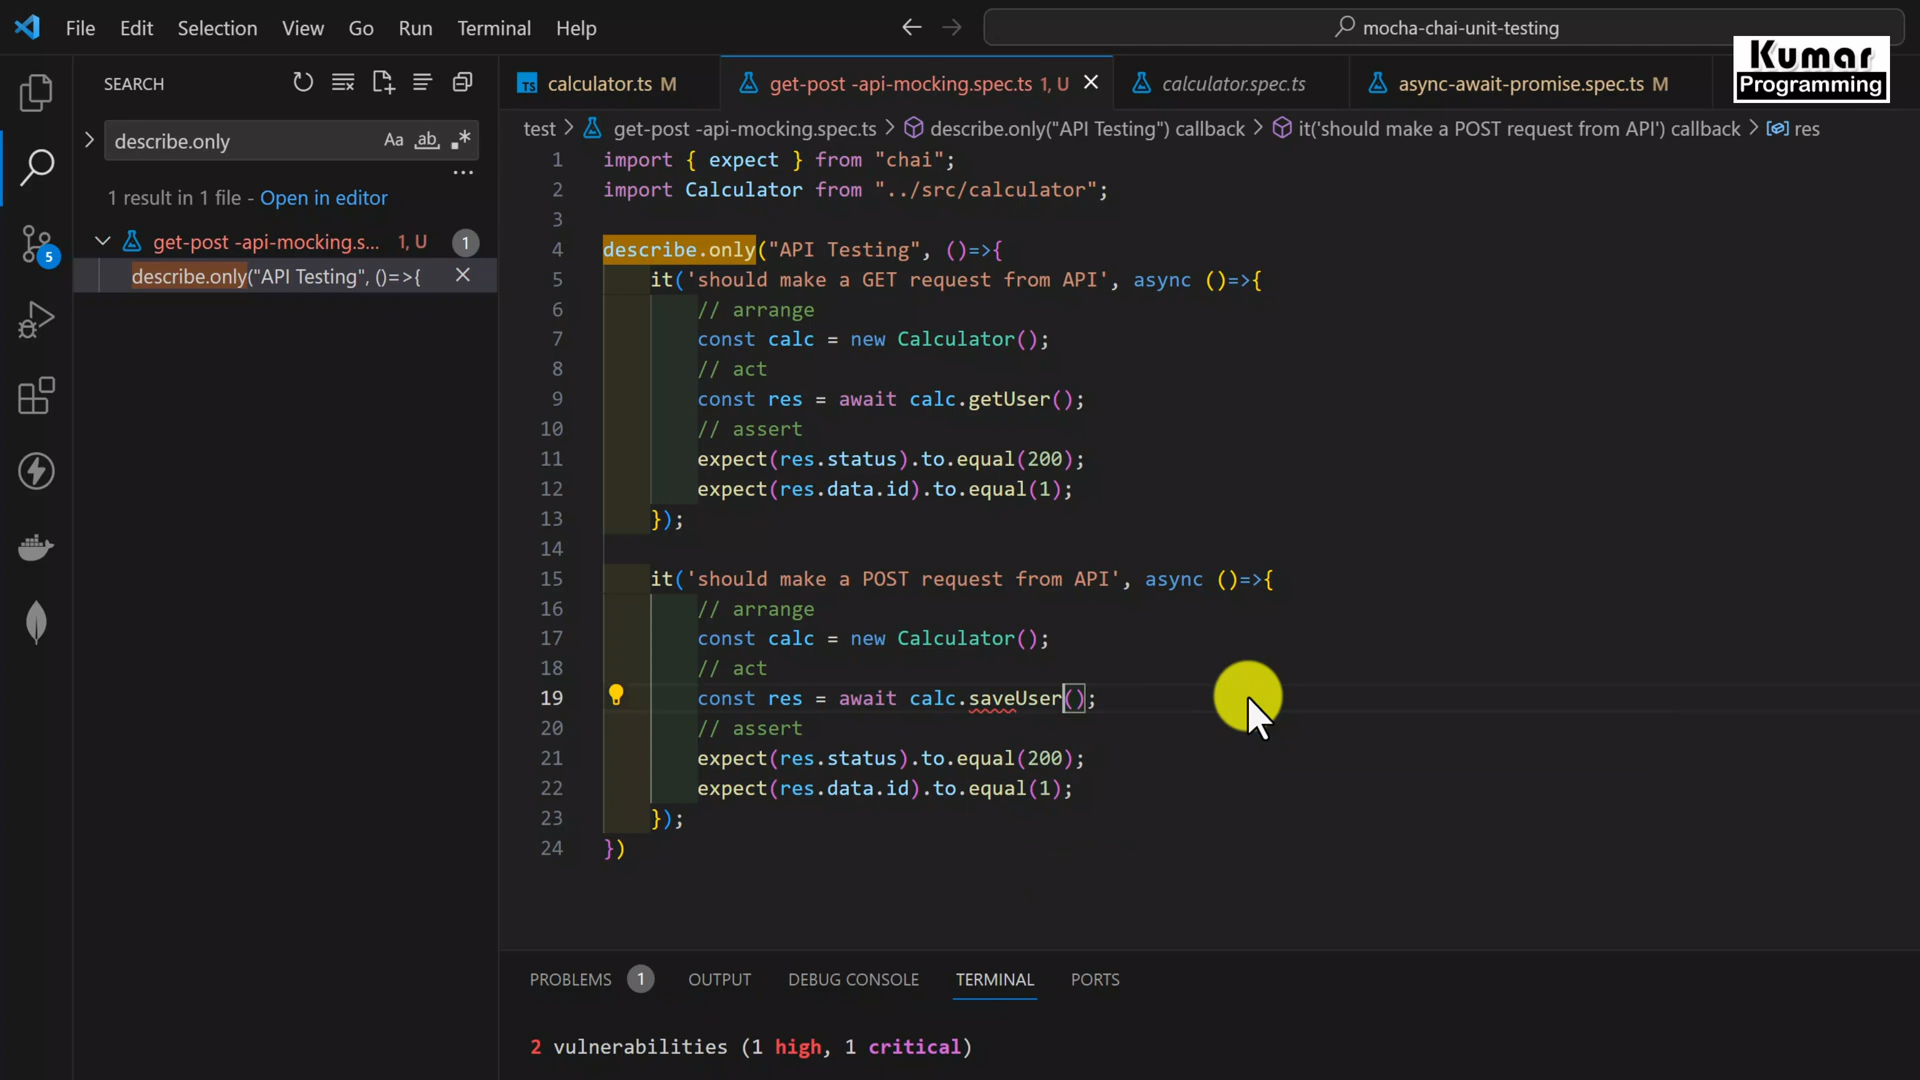 File Edit Selection View Go Run Terminal Help
mocha-chai-unit-testing
Kumar
Programming
SEARCH
calculator.ts M
get-post -api-mocking.spec.ts 1, U
calculator.spec.ts
async-await-promise.spec.ts M
describe.only
Aa ab .*
test > get-post -api-mocking.spec.ts > describe.only("API Testing") callback > it('should make a POST request from API') callback > res
1 result in 1 file - Open in editor
get-post -api-mocking.s... 1, U 1
describe.only("API Testing", ()=>{
5
1 import { expect } from "chai";
2 import Calculator from "../src/calculator";
3
4 describe.only("API Testing", ()=>{
5 it('should make a GET request from API', async ()=>{
6 // arrange
7 const calc = new Calculator();
8 // act
9 const res = await calc.getUser();
10 // assert
11 expect(res.status).to.equal(200);
12 expect(res.data.id).to.equal(1);
13 });
14
15 it('should make a POST request from API', async ()=>{
16 // arrange
17 const calc = new Calculator();
18 // act
19 const res = await calc.saveUser();
20 // assert
21 expect(res.status).to.equal(200);
22 expect(res.data.id).to.equal(1);
23 });
24 })
PROBLEMS 1 OUTPUT DEBUG CONSOLE TERMINAL PORTS
2 vulnerabilities (1 high, 1 critical)